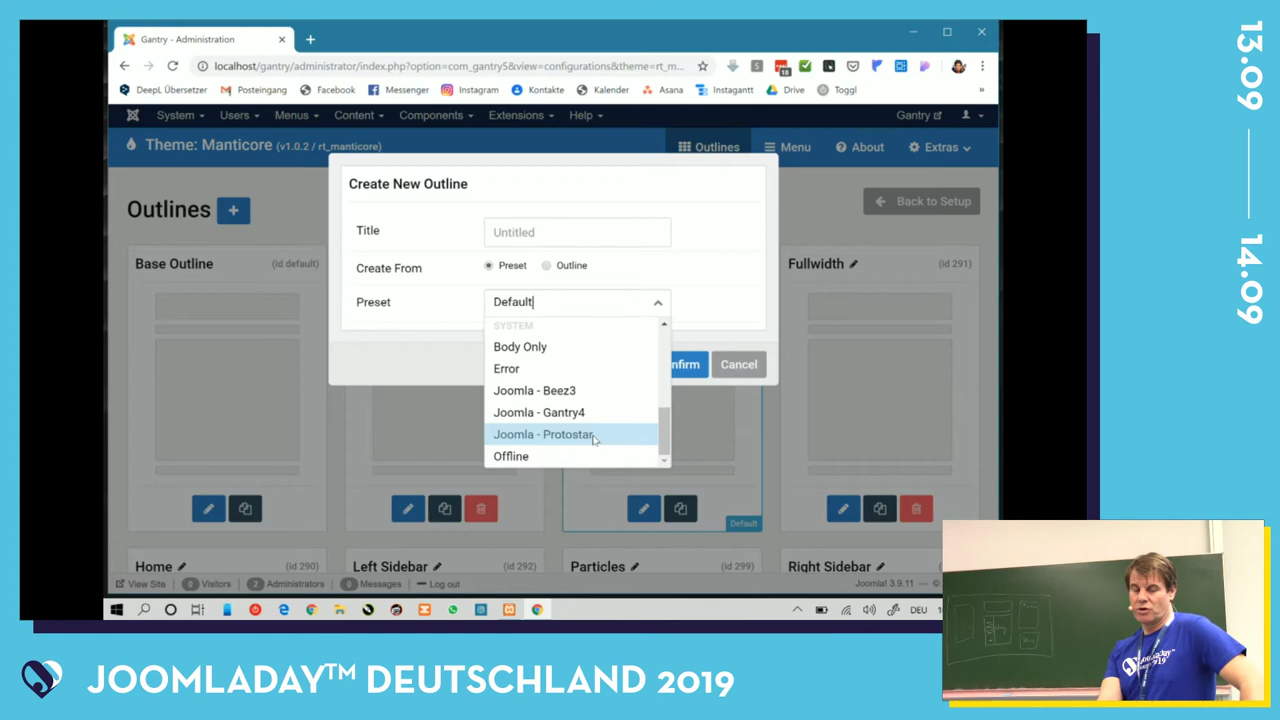 Gantry - Administration
localhost/gantry/administrator/index.php?option=com_gantry5&view=configurations&theme=rt_m...
18
DeepL Übersetzer
Posteingang
Facebook
Messenger
Instagram
Kontakte
Kalender
Asana
Instagantt
Drive
Toggl
»
System
Users
Menus
Content
Components
Extensions
Help
Gantry
Theme: Manticore (v1.0.2 / rt_manticore)
Outlines
Menu
About
Extras
Outlines +
Back to Setup
Create New Outline
Title
Untitled
Create From
Preset
Outline
Preset
Default
SYSTEM
Body Only
Error
Joomla - Beez3
Joomla - Gantry4
Joomla - Protostar
Offline
nfirm
Cancel
Base Outline
(id default)
Fullwidth
(id 291)
Default
Home
(id 290)
Left Sidebar
(id 292)
Particles
(id 299)
Right Sidebar
View Site
0 Visitors
2 Administrators
0 Messages
Log out
Joomla! 3.9.11
DEU
13.09
14.09
JOOMLADAY™ DEUTSCHLAND 2019